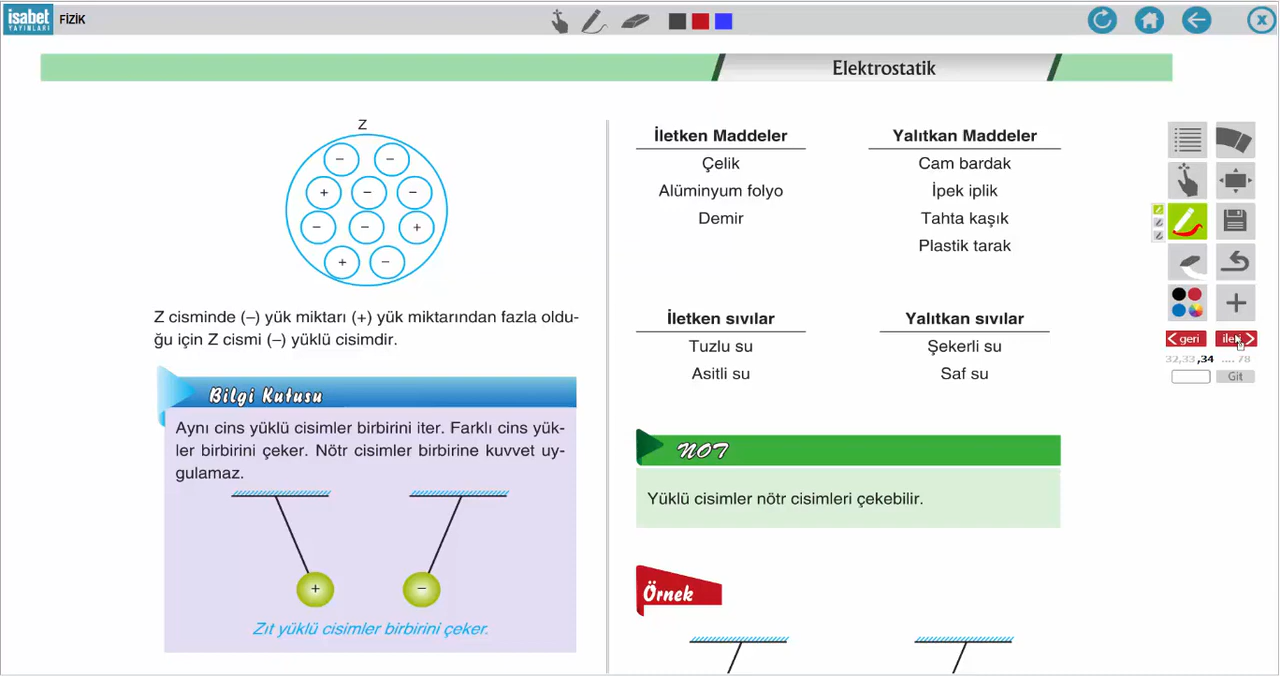 isabet
YAYINLARI
FİZİK
Elektrostatik
Z
– –
+ – –
– – +
+ –
Z cisminde (–) yük miktarı (+) yük miktarından fazla oldu-
ğu için Z cismi (–) yüklü cisimdir.
Bilgi Kutusu
Aynı cins yüklü cisimler birbirini iter. Farklı cins yük-
ler birbirini çeker. Nötr cisimler birbirine kuvvet uy-
gulamaz.
+ –
Zıt yüklü cisimler birbirini çeker.
İletken Maddeler
Çelik
Alüminyum folyo
Demir
Yalıtkan Maddeler
Cam bardak
İpek iplik
Tahta kaşık
Plastik tarak
İletken sıvılar
Tuzlu su
Asitli su
Yalıtkan sıvılar
Şekerli su
Saf su
NOT
Yüklü cisimler nötr cisimleri çekebilir.
Örnek
geri
ileri
32,33,34 .... 78
Git